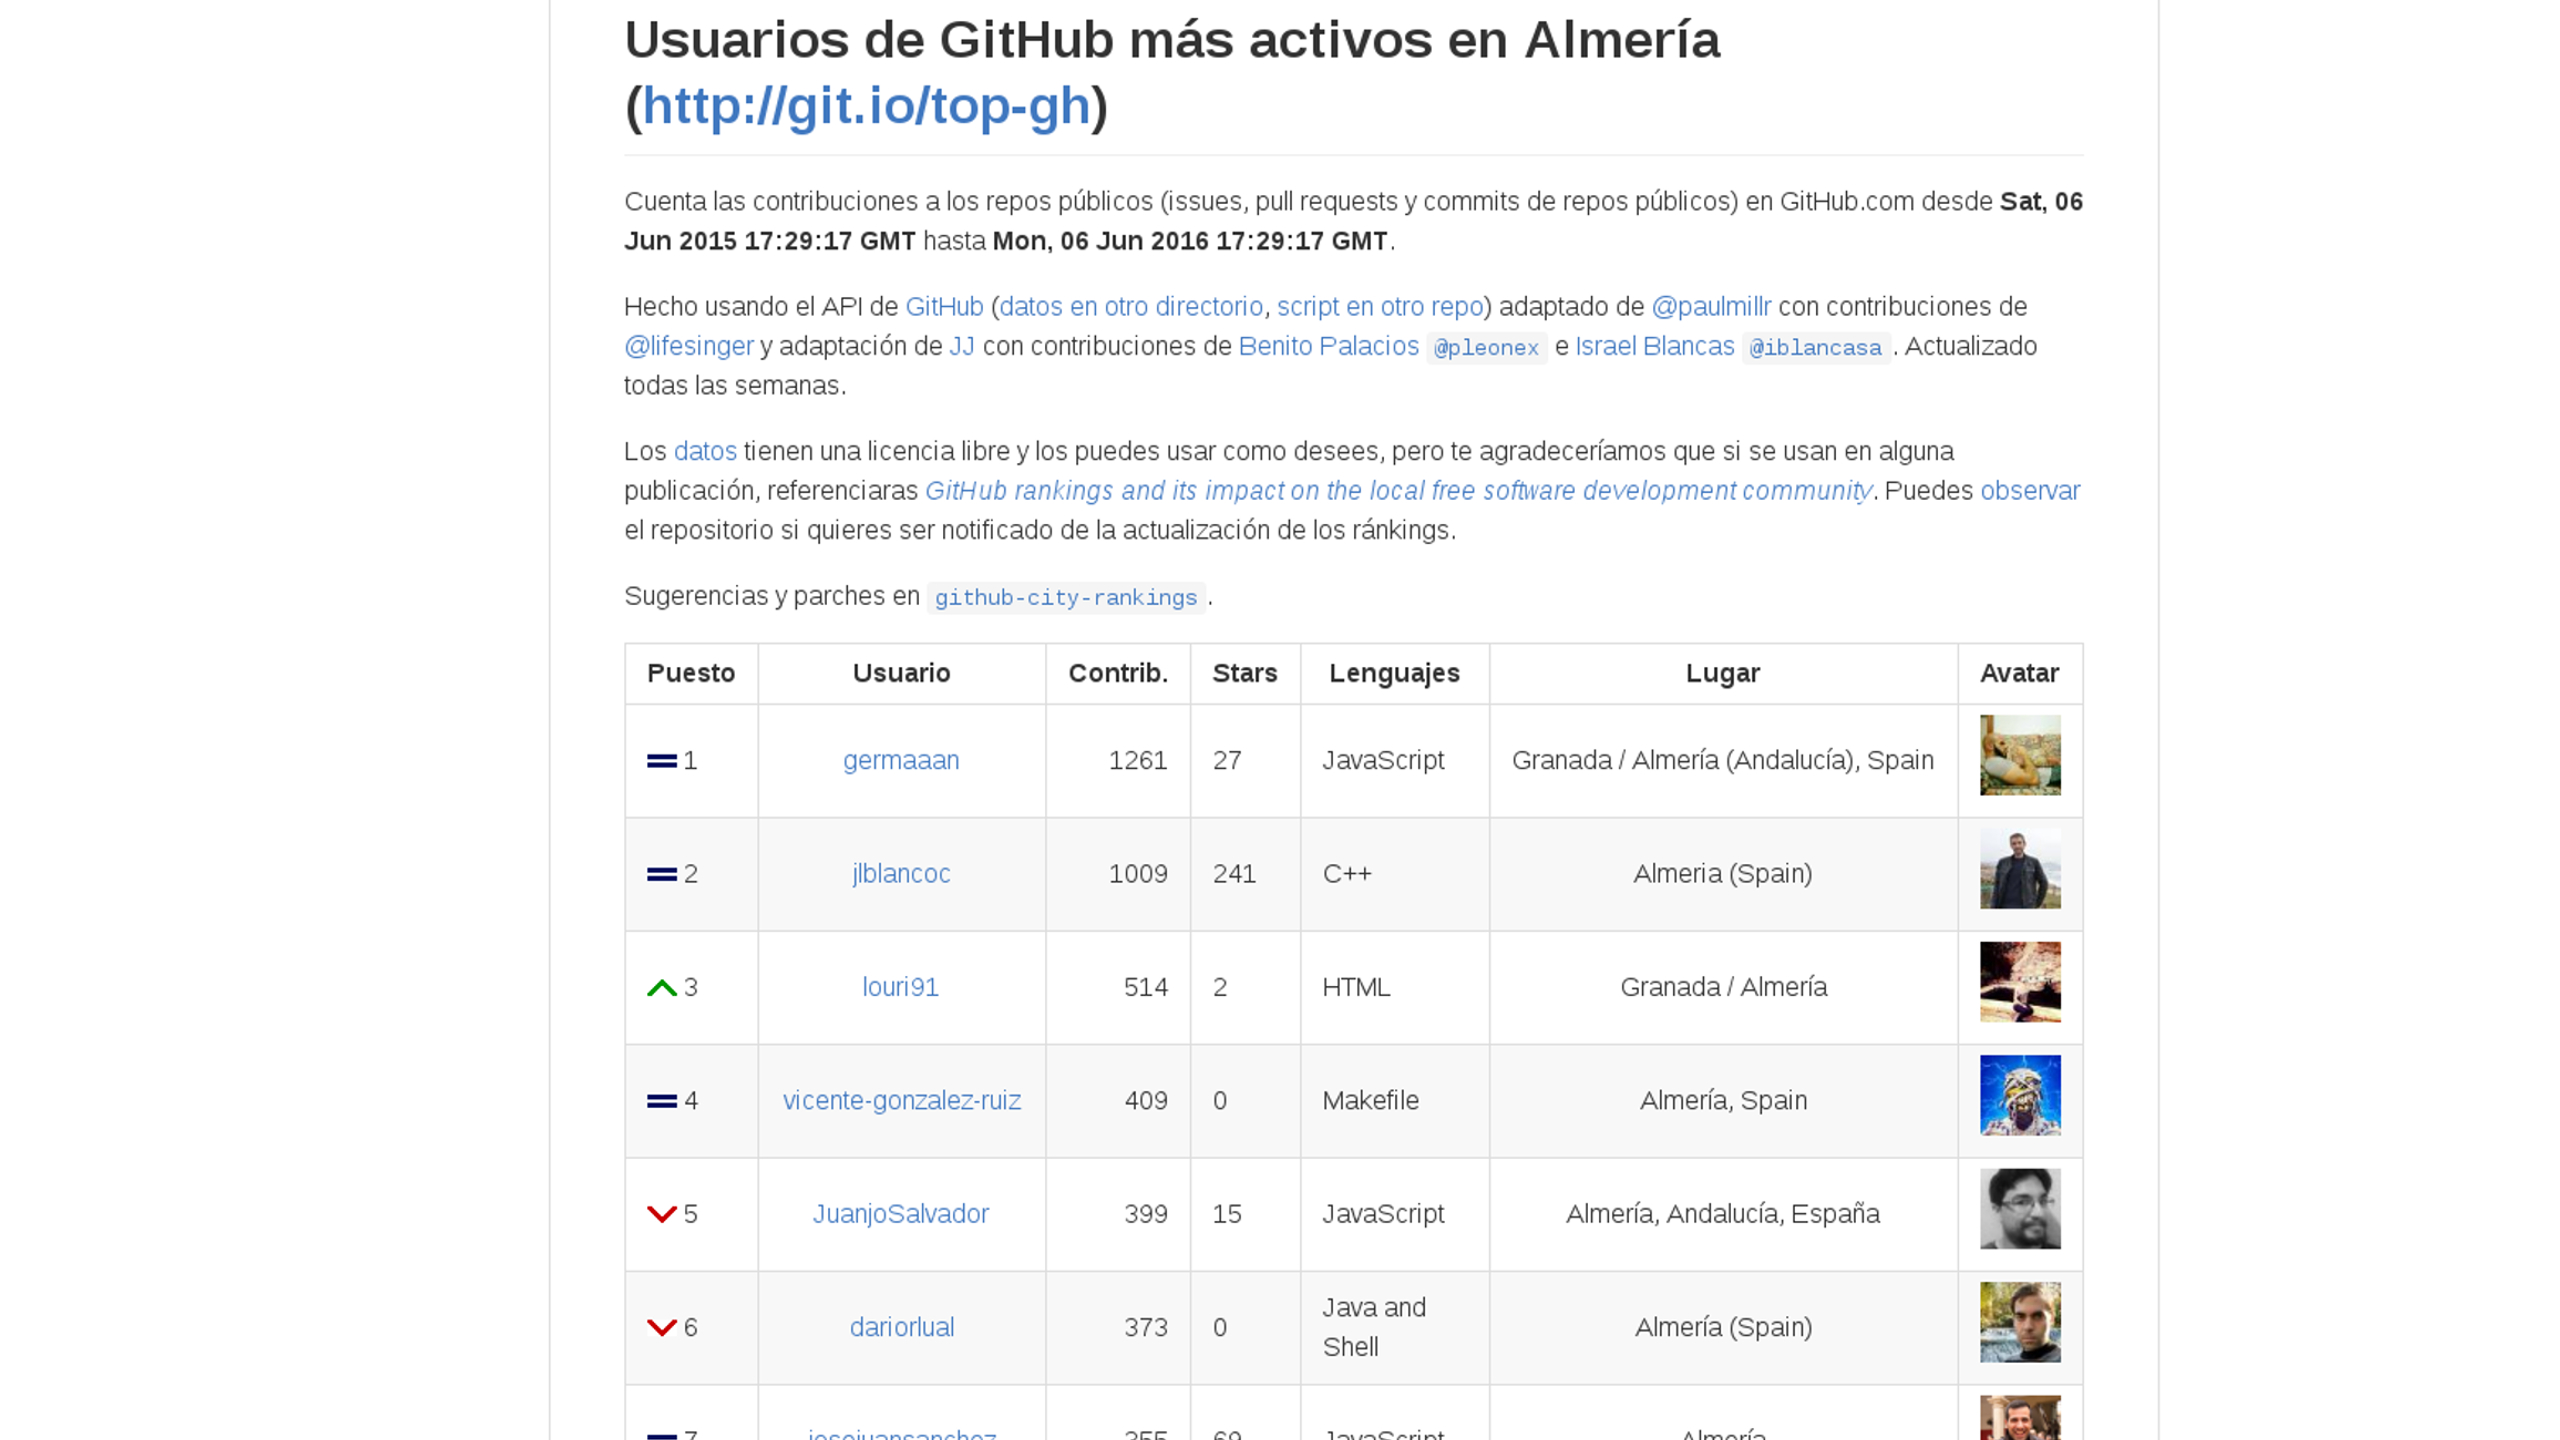 Usuarios de GitHub más activos en Almería
(http://git.io/top-gh)
Cuenta las contribuciones a los repos públicos (issues, pull requests y commits de repos públicos) en GitHub.com desde Sat, 06
Jun 2015 17:29:17 GMT hasta Mon, 06 Jun 2016 17:29:17 GMT.
Hecho usando el API de GitHub (datos en otro directorio, script en otro repo) adaptado de @paulmillr con contribuciones de
@lifesinger y adaptación de JJ con contribuciones de Benito Palacios @pleonex e Israel Blancas @iblancasa. Actualizado
todas las semanas.
Los datos tienen una licencia libre y los puedes usar como desees, pero te agradeceríamos que si se usan en alguna
publicación, referenciaras GitHub rankings and its impact on the local free software development community. Puedes observar
el repositorio si quieres ser notificado de la actualización de los ránkings.
Sugerencias y parches en github-city-rankings.
Puesto Usuario Contrib. Stars Lenguajes Lugar Avatar
1 germaaan 1261 27 JavaScript Granada / Almería (Andalucía), Spain
2 jlblancoc 1009 241 C++ Almeria (Spain)
3 louri91 514 2 HTML Granada / Almería
4 vicente-gonzalez-ruiz 409 0 Makefile Almería, Spain
5 JuanjoSalvador 399 15 JavaScript Almería, Andalucía, España
6 dariorlual 373 0 Java and Shell Almería (Spain)
7 josejuansanchez 355 69 JavaScript Almería